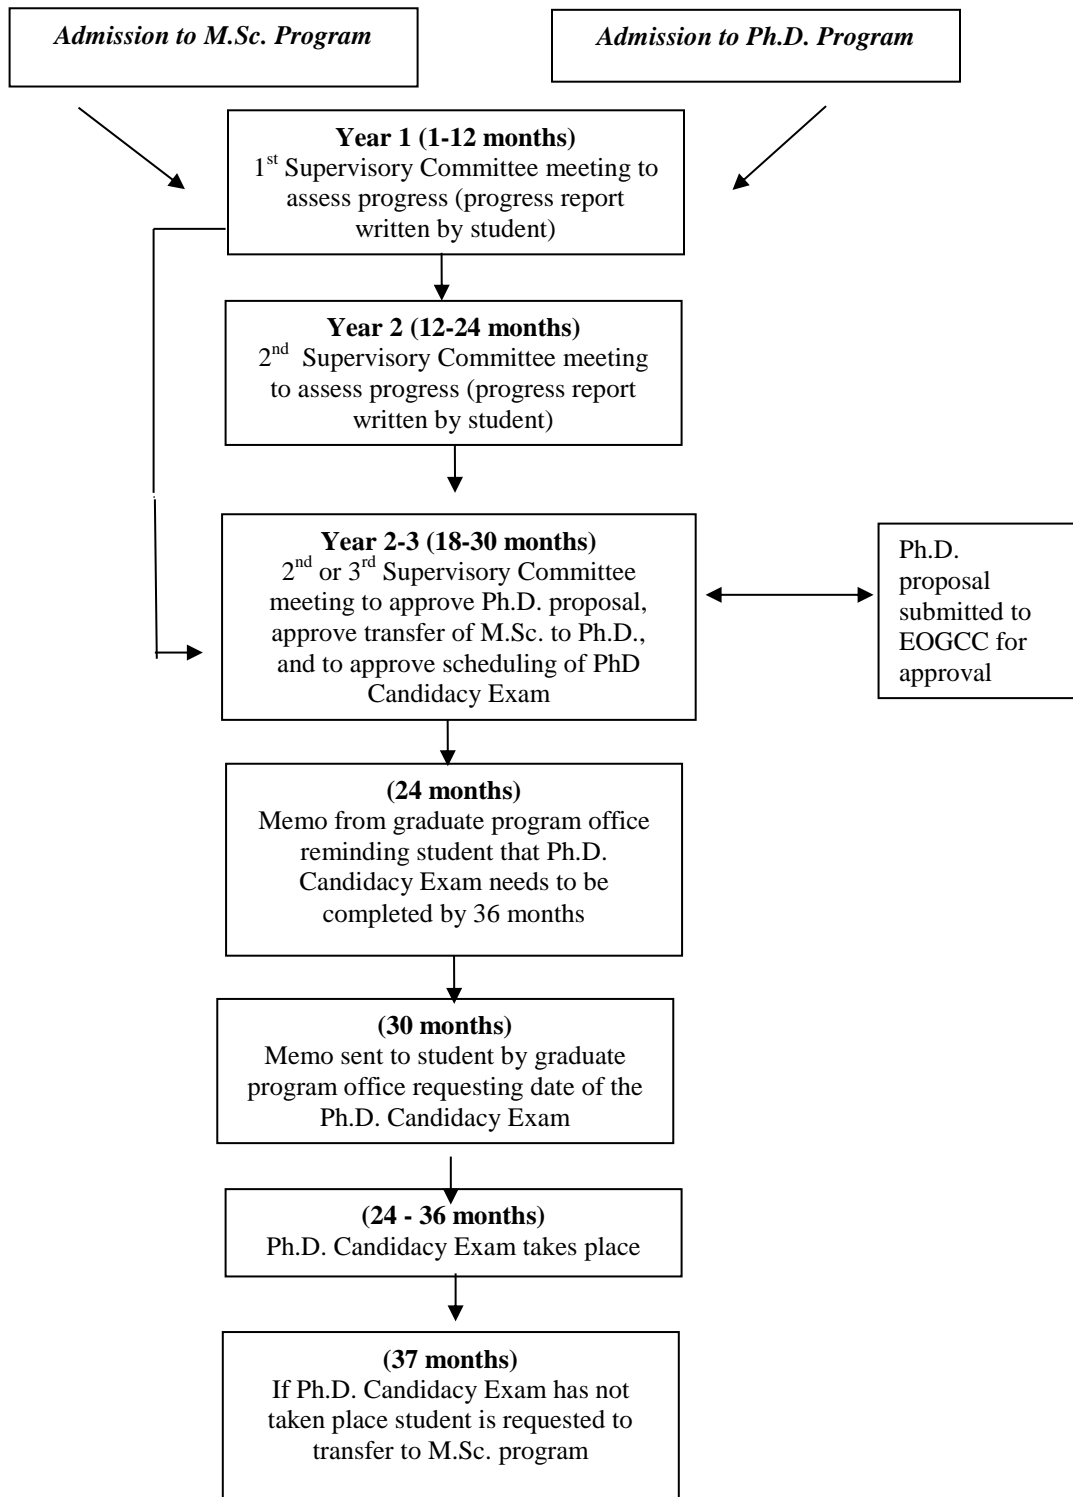 Admission to M.Sc. Program
Admission to Ph.D. Program
Year 1 (1-12 months)
1st Supervisory Committee meeting to
assess progress (progress report
written by student)
Year 2 (12-24 months)
2nd  Supervisory Committee meeting
to assess progress (progress report
written by student)
Year 2-3 (18-30 months)
2nd or 3rd Supervisory Committee
meeting to approve Ph.D. proposal,
approve transfer of M.Sc. to Ph.D.,
and to approve scheduling of PhD
Candidacy Exam
Ph.D.
proposal
submitted to
EOGCC for
approval
(24 months)
Memo from graduate program office
reminding student that Ph.D.
Candidacy Exam needs to be
completed by 36 months
(30 months)
Memo sent to student by graduate
program office requesting date of the
Ph.D. Candidacy Exam
(24 - 36 months)
Ph.D. Candidacy Exam takes place
(37 months)
If Ph.D. Candidacy Exam has not
taken place student is requested to
transfer to M.Sc. program